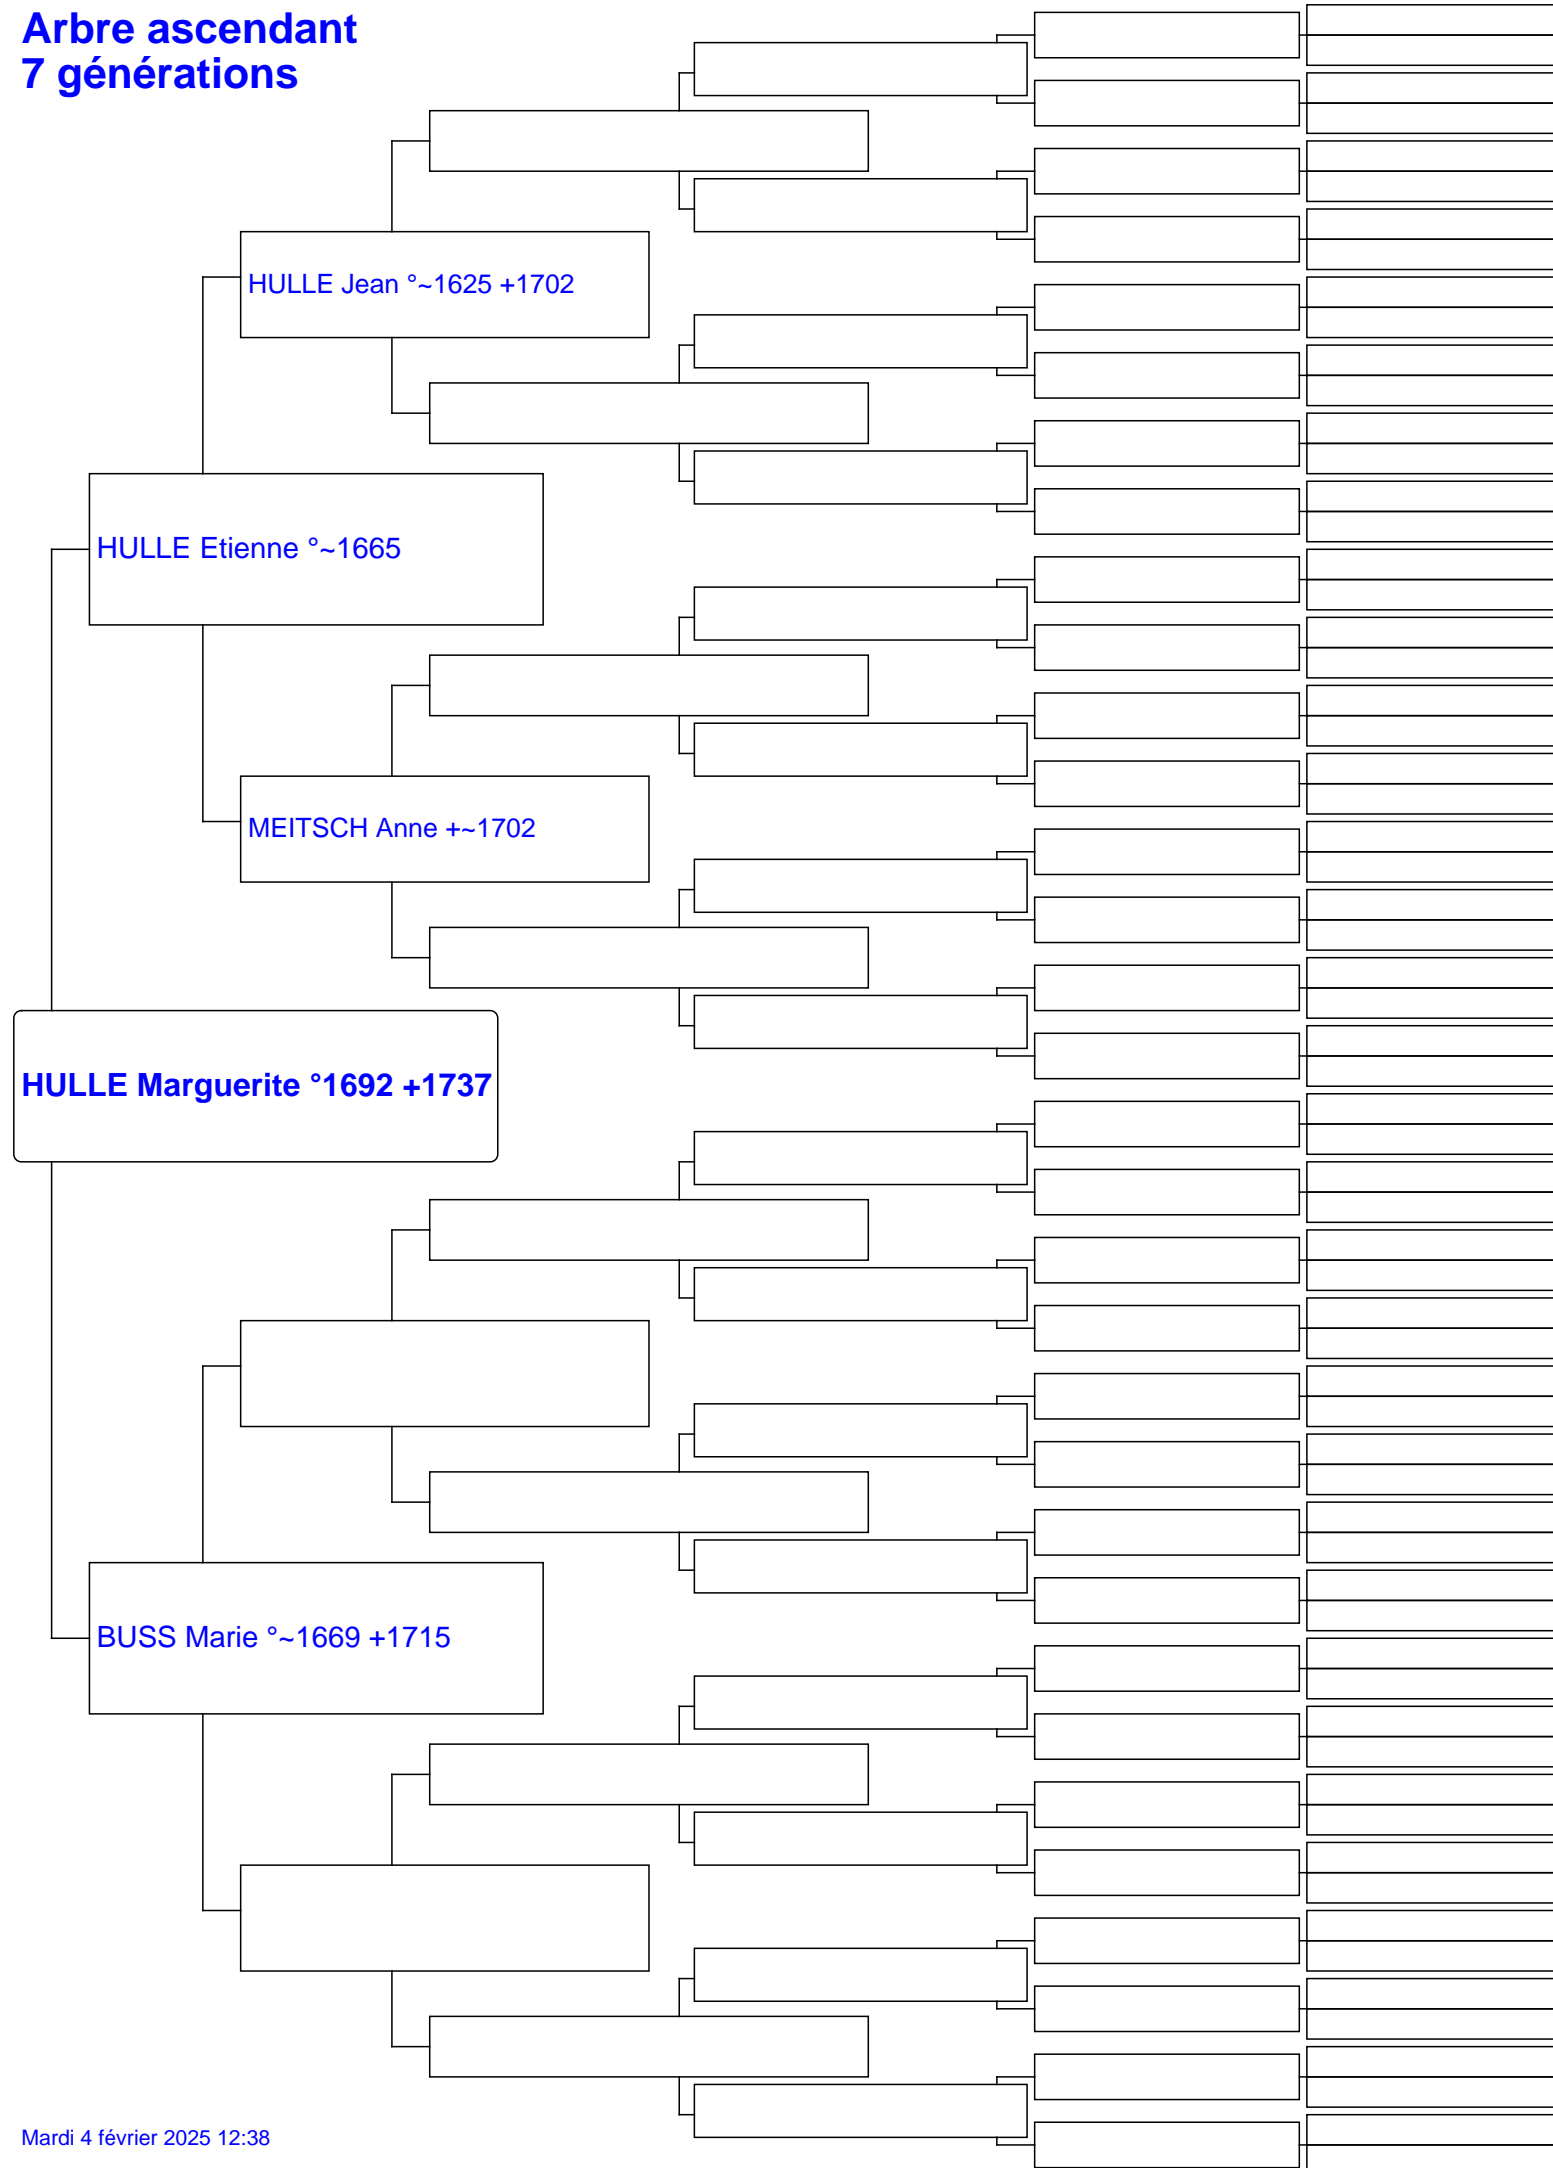 Arbre ascendant
7 générations
HULLE Jean °~1625 +1702
HULLE Etienne °~1665
MEITSCH Anne +~1702
HULLE Marguerite °1692 +1737
BUSS Marie °~1669 +1715
Mardi 4 février 2025 12:38